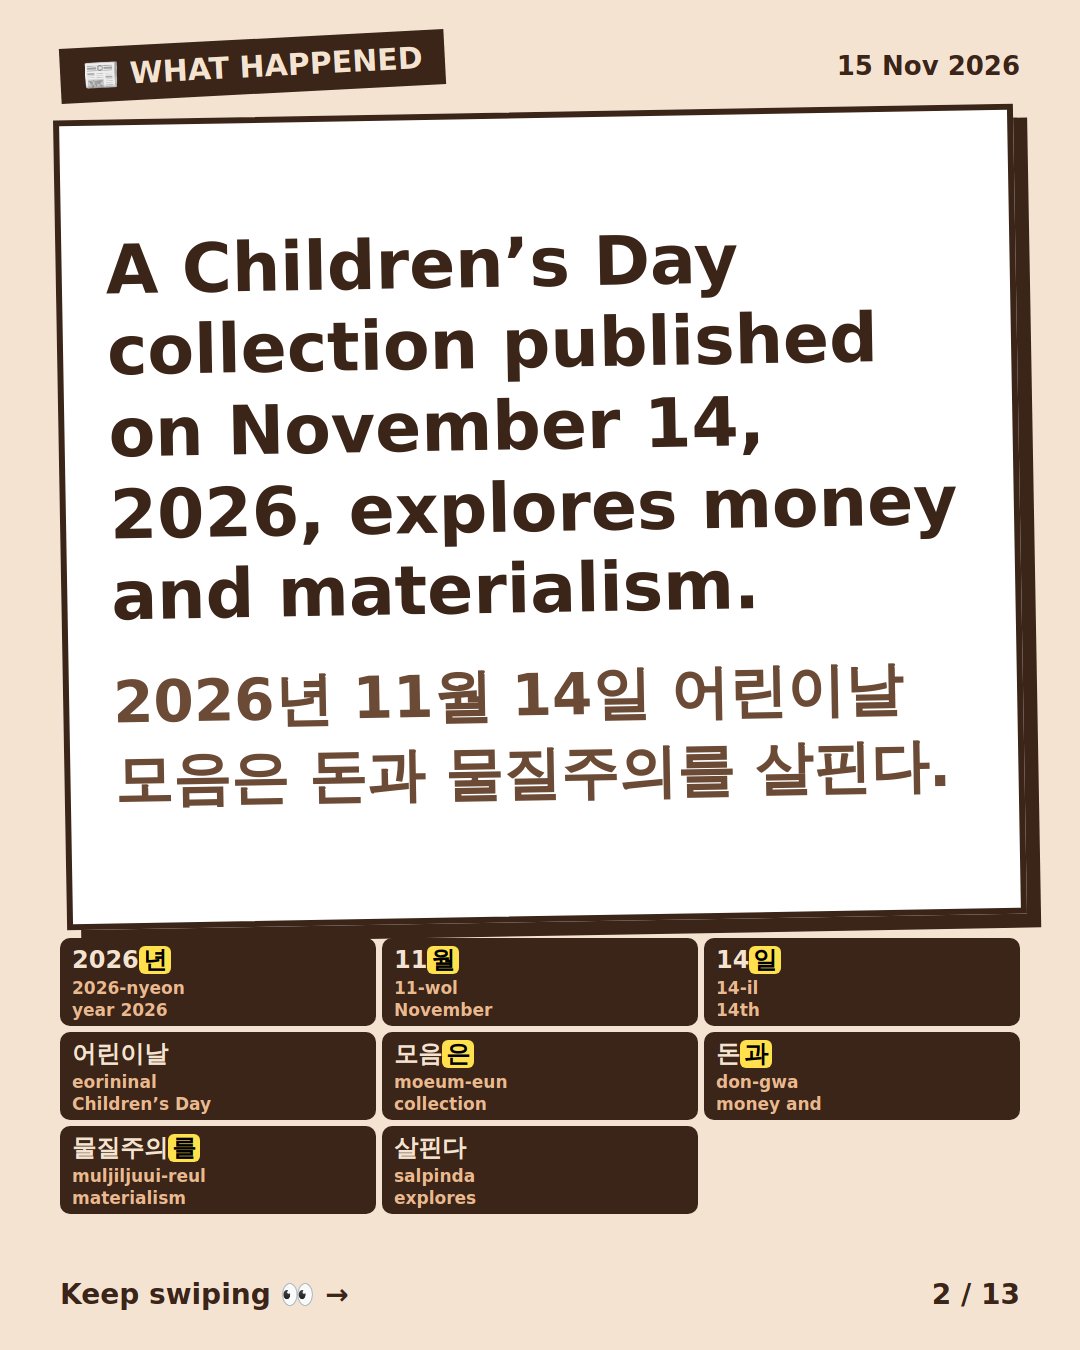 📰 WHAT HAPPENED
15 Nov 2026
A Children’s Day
collection published
on November 14,
2026, explores money
and materialism.
2026년 11월 14일 어린이날
모음은 돈과 물질주의를 살핀다.
2026년
2026-nyeon
year 2026
11월
11-wol
November
14일
14-il
14th
어린이날
eorininal
Children’s Day
모음은
moeum-eun
collection
돈과
don-gwa
money and
물질주의를
muljiljuui-reul
materialism
살핀다
salpinda
explores
Keep swiping 👀 →
2 / 13